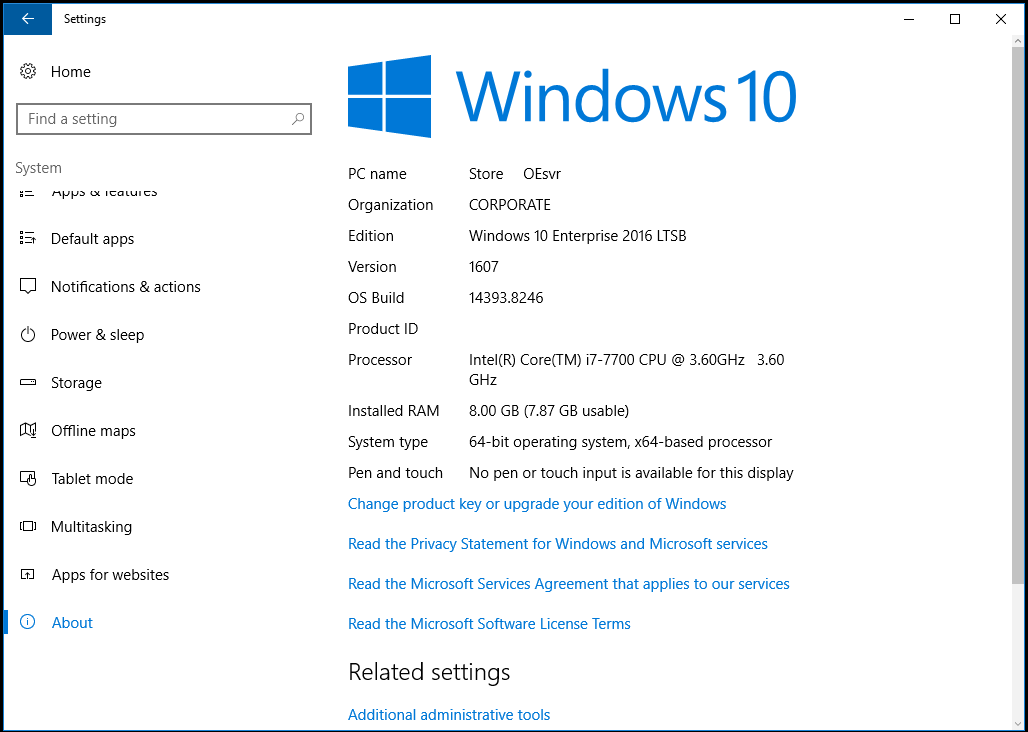 Settings
Home
Find a setting
System
Apps & features
Default apps
Notifications & actions
Power & sleep
Storage
Offline maps
Tablet mode
Multitasking
Apps for websites
About
Windows 10
PC name Store OEsvr
Organization CORPORATE
Edition Windows 10 Enterprise 2016 LTSB
Version 1607
OS Build 14393.8246
Product ID
Processor Intel(R) Core(TM) i7-7700 CPU @ 3.60GHz 3.60
GHz
Installed RAM 8.00 GB (7.87 GB usable)
System type 64-bit operating system, x64-based processor
Pen and touch No pen or touch input is available for this display
Change product key or upgrade your edition of Windows
Read the Privacy Statement for Windows and Microsoft services
Read the Microsoft Services Agreement that applies to our services
Read the Microsoft Software License Terms
Related settings
Additional administrative tools